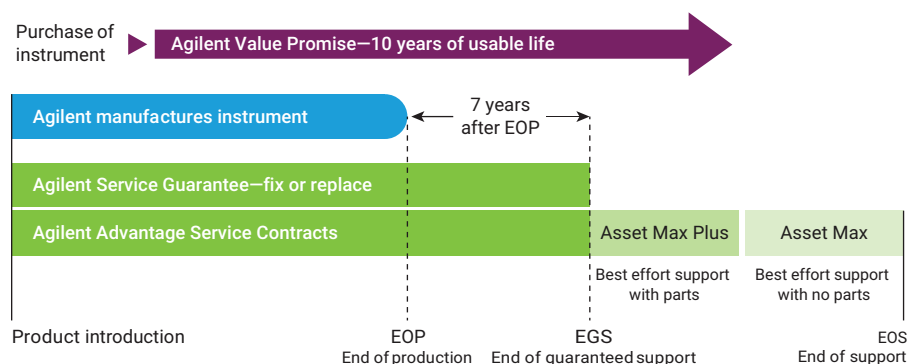 Purchase of
instrument
Agilent Value Promise—10 years of usable life
Agilent manufactures instrument
7 years
after EOP
Agilent Service Guarantee—fix or replace
Agilent Advantage Service Contracts
Asset Max Plus
Asset Max
Best effort support
with parts
Best effort support
with no parts
Product introduction
EOP
End of production
EGS
End of guaranteed support
EOS
End of support